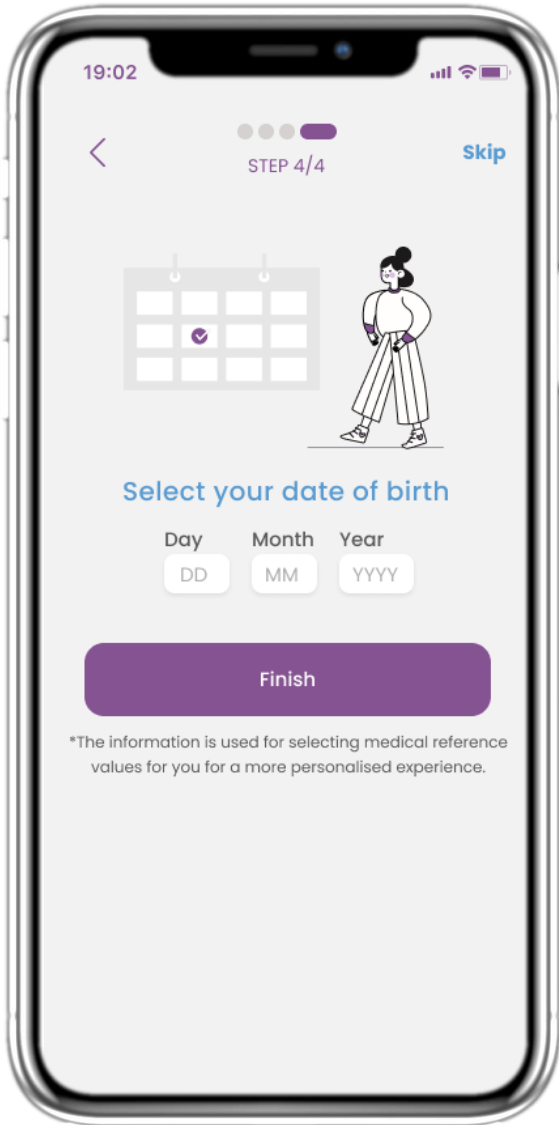 19:02
STEP 4/4
Skip
Select your date of birth
Day Month Year
DD MM YYYY
Finish
*The information is used for selecting medical reference
values for you for a more personalised experience.